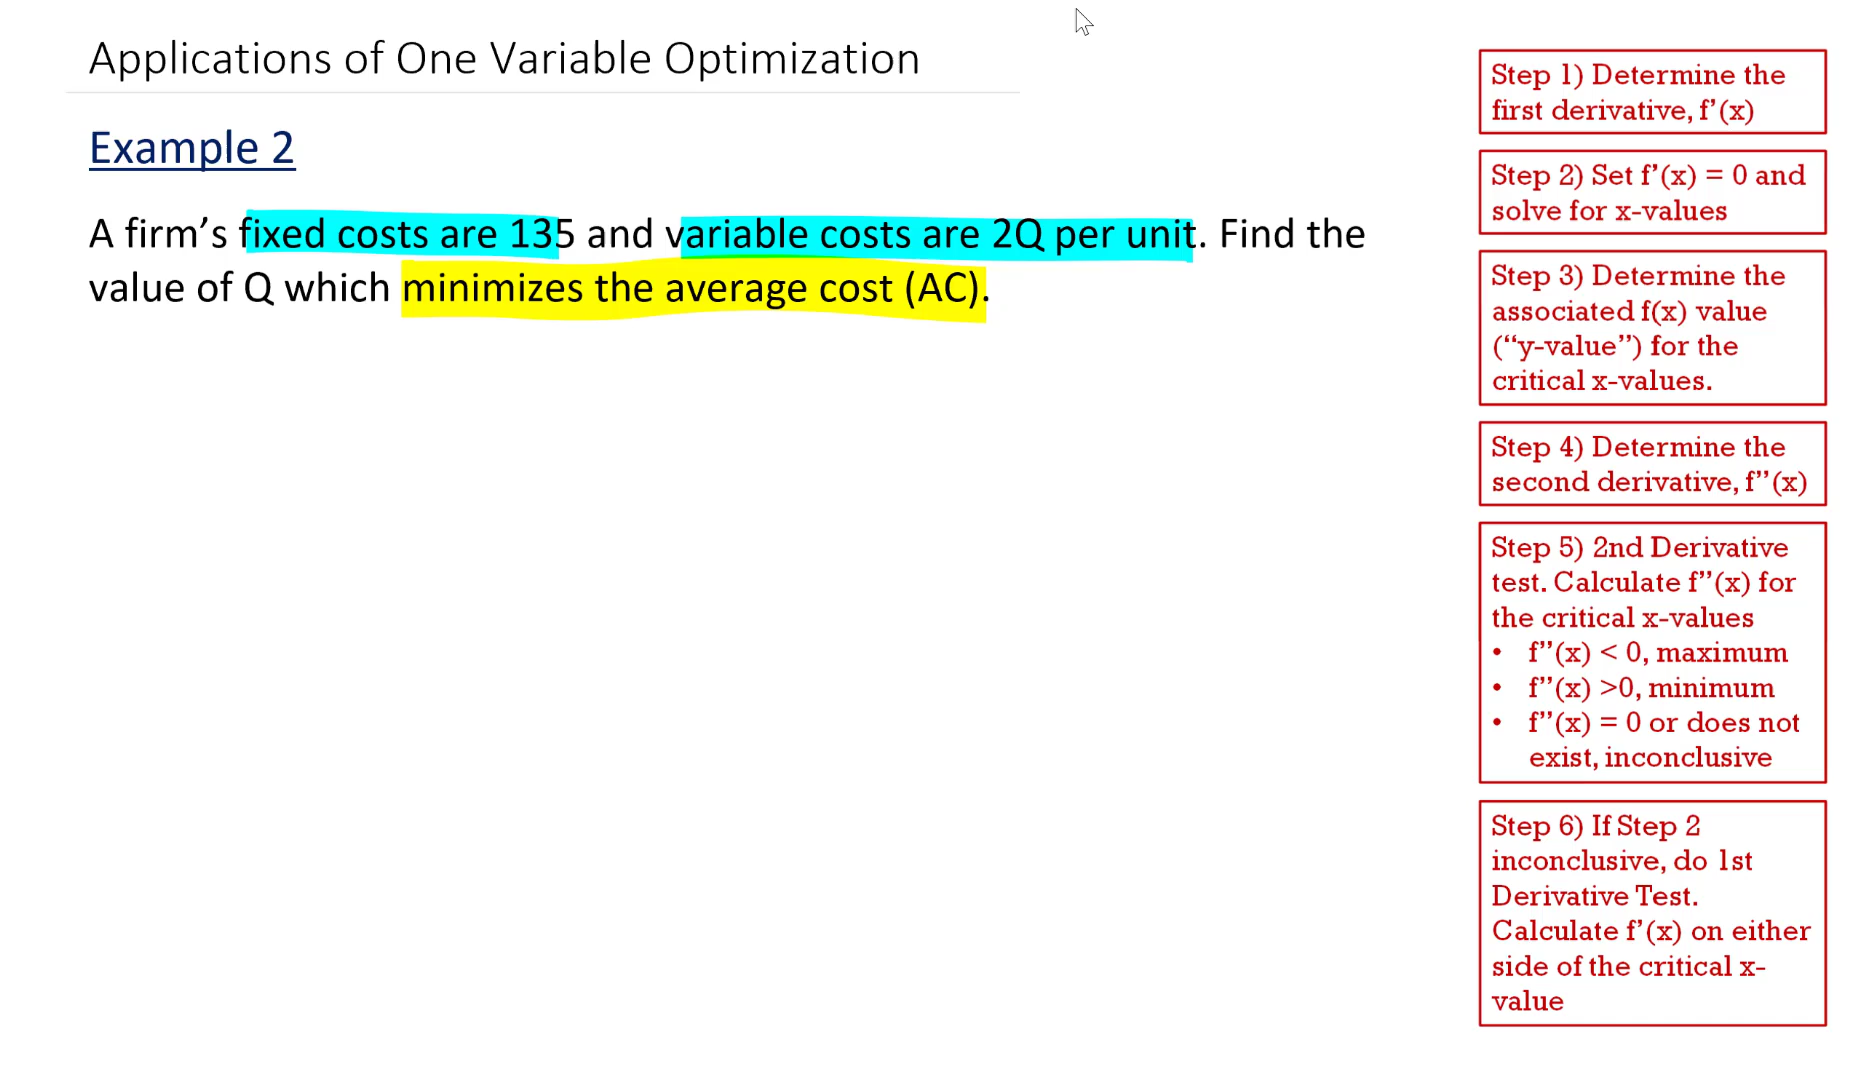 Applications of One Variable Optimization
Example 2
A firm’s fixed costs are 135 and variable costs are 2Q per unit. Find the
value of Q which minimizes the average cost (AC).
Step 1) Determine the
first derivative, f’(x)
Step 2) Set f’(x) = 0 and
solve for x-values
Step 3) Determine the
associated f(x) value
(“y-value”) for the
critical x-values.
Step 4) Determine the
second derivative, f’’(x)
Step 5) 2nd Derivative
test. Calculate f’’(x) for
the critical x-values
• f’’(x) < 0, maximum
• f’’(x) >0, minimum
• f’’(x) = 0 or does not
exist, inconclusive
Step 6) If Step 2
inconclusive, do 1st
Derivative Test.
Calculate f’(x) on either
side of the critical x-
value